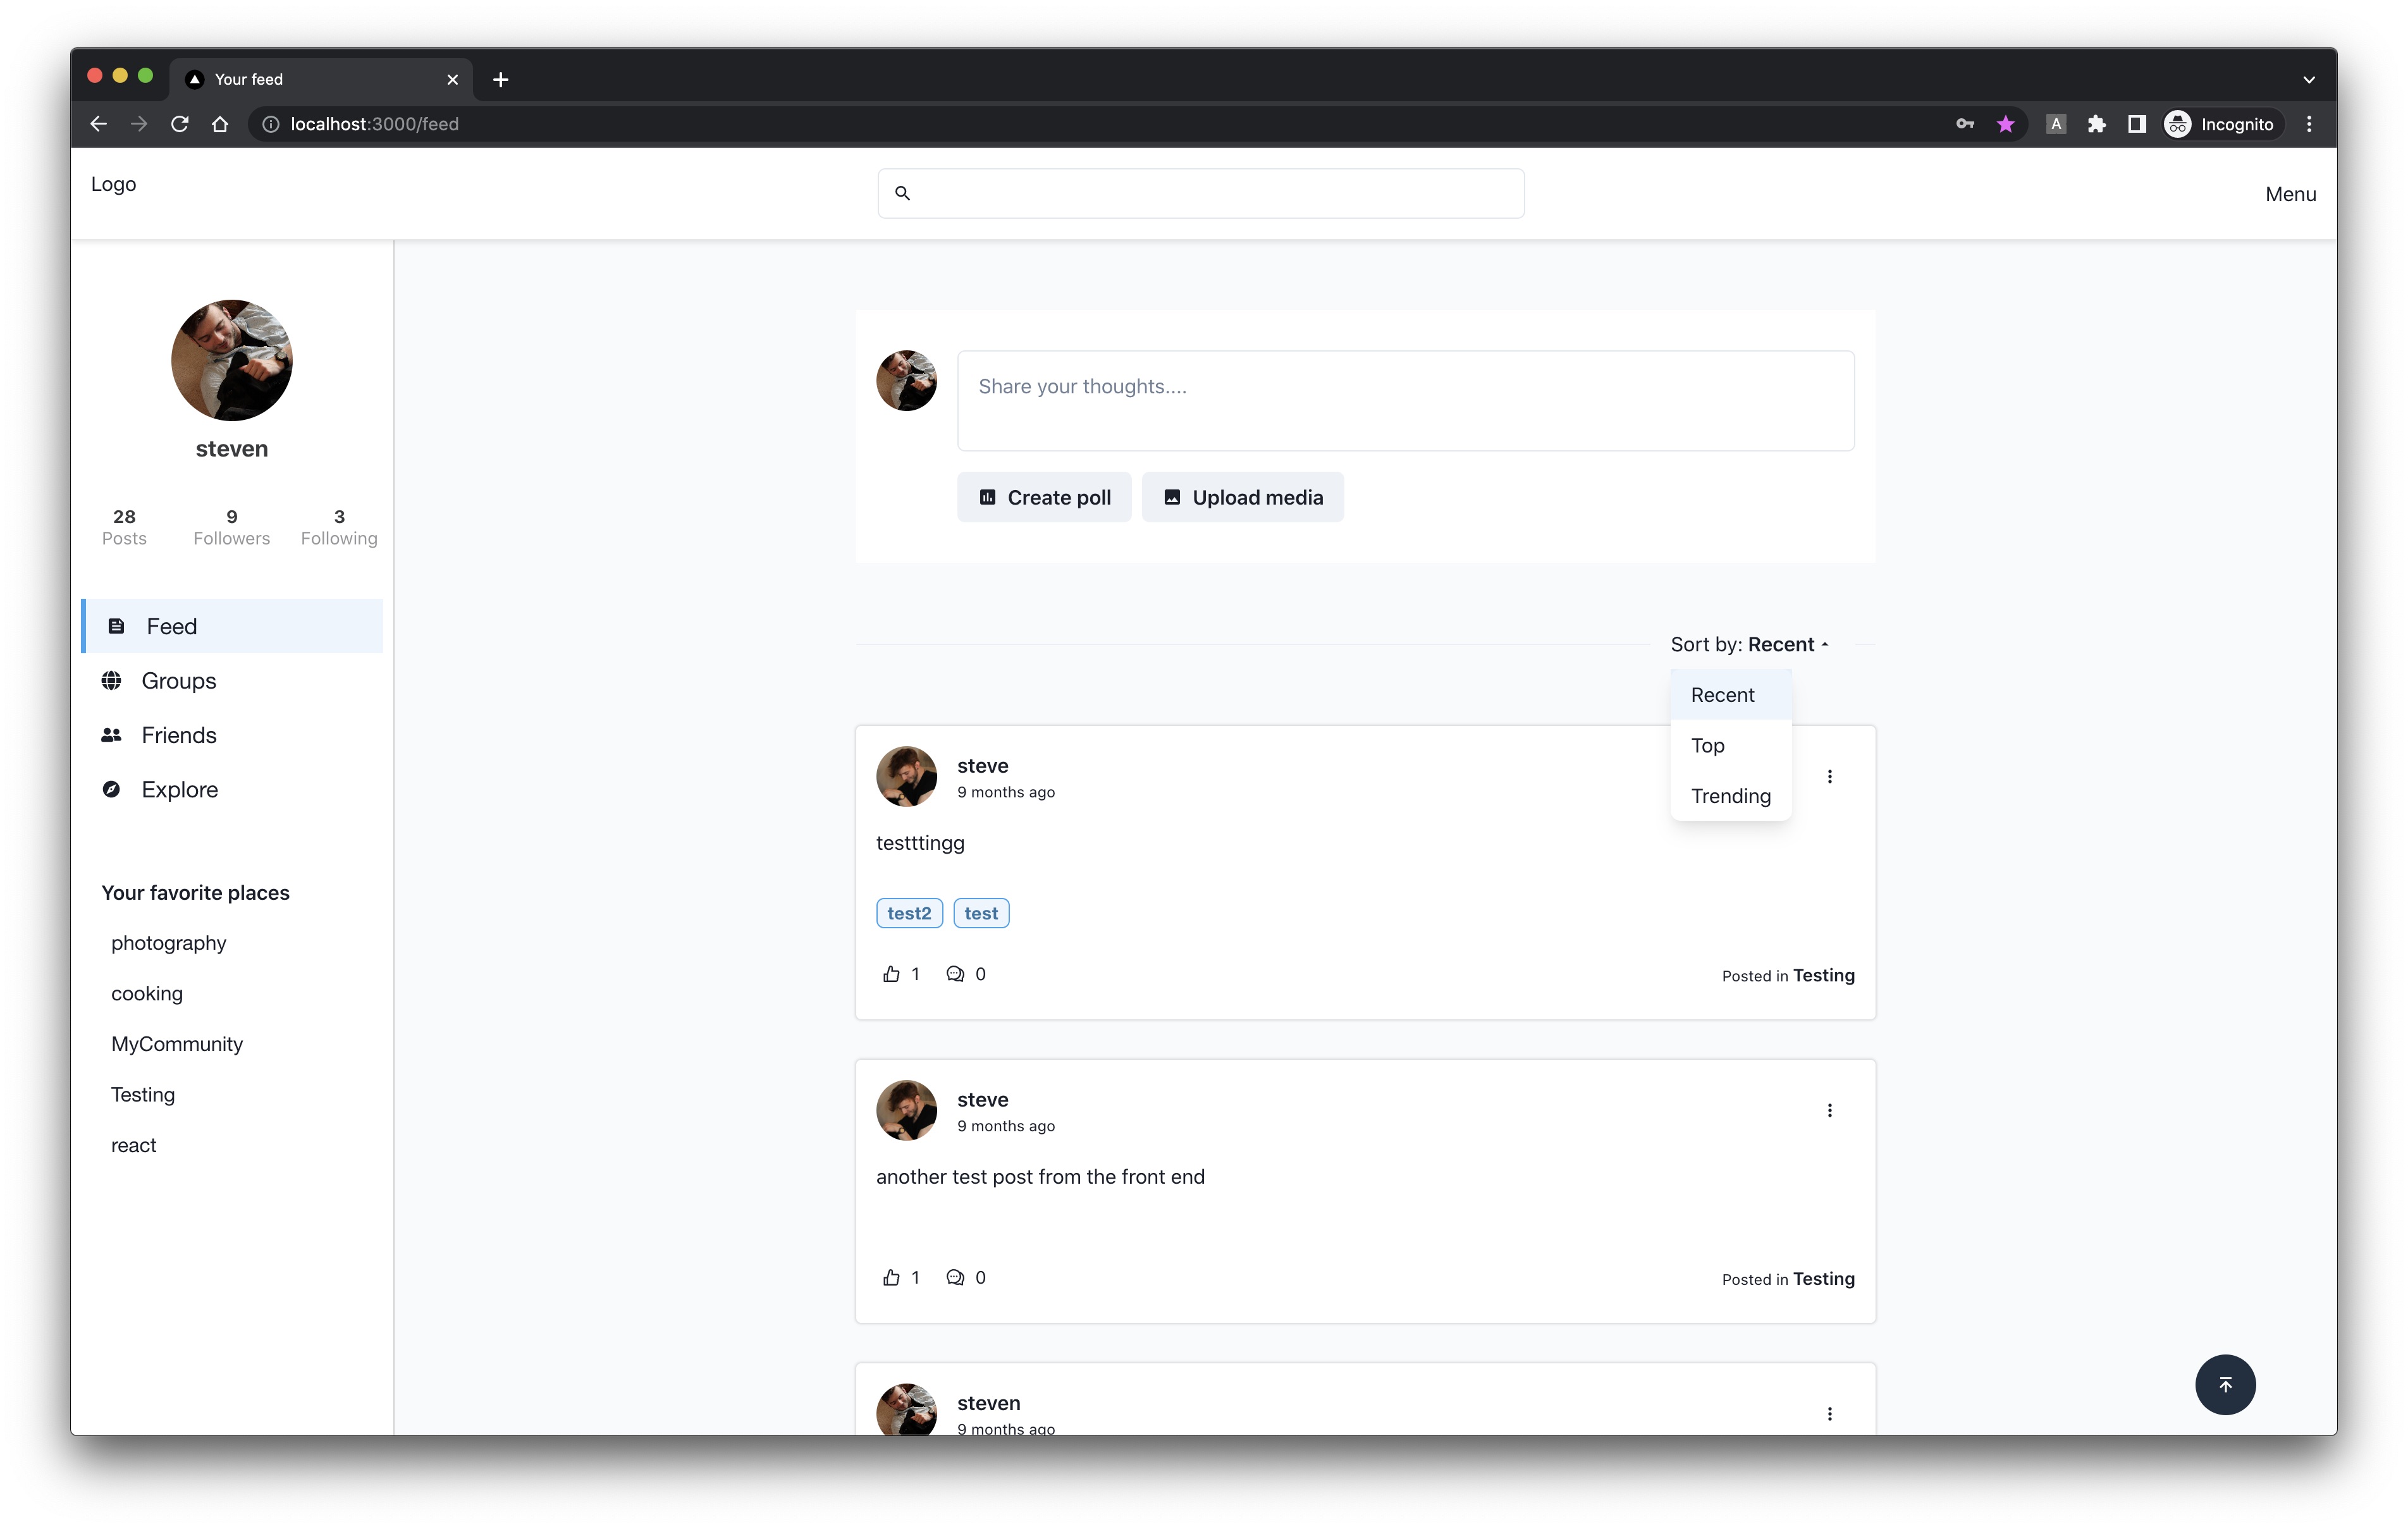 Your feed
localhost:3000/feed
A
Incognito
Logo
Menu
steven
28
Posts
9
Followers
3
Following
Feed
Groups
Friends
Explore
Your favorite places
photography
cooking
MyCommunity
Testing
react
Share your thoughts....
Create poll
Upload media
Sort by: Recent
Recent
Top
Trending
steve
9 months ago
testttingg
test2
test
1
0
Posted in Testing
steve
9 months ago
another test post from the front end
1
0
Posted in Testing
steven
9 months ago